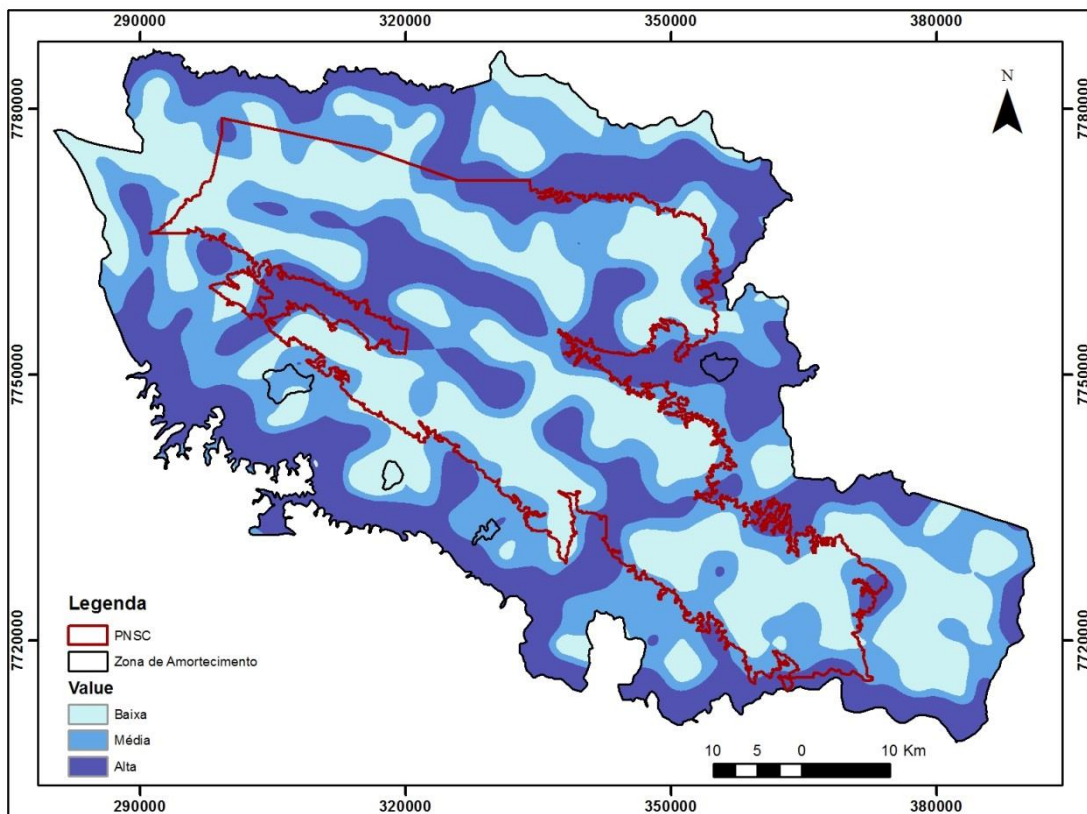 290000 320000 350000 380000
N
7780000 7780000
7750000 7750000
7720000 7720000
Legenda
PNSC
Zona de Amortecimento
Value
Baixa
Média
Alta
10 5 0 10 Km
290000 320000 350000 380000